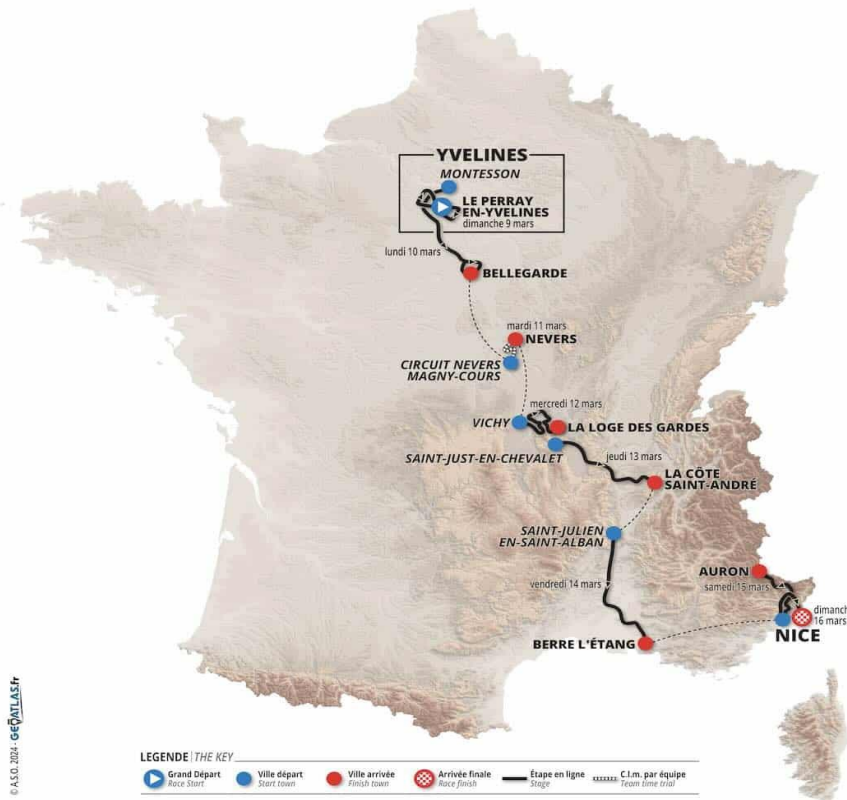 YVELINES
MONTESSON
LE PERRAY
EN-YVELINES
dimanche 9 mars
lundi 10 mars
BELLEGARDE
mardi 11 mars
NEVERS
CIRCUIT NEVERS
MAGNY-COURS
mercredi 12 mars
VICHY
LA LOGE DES GARDES
SAINT-JUST-EN-CHEVALET
jeudi 13 mars
LA CÔTE
SAINT-ANDRÉ
SAINT-JULIEN
EN-SAINT-ALBAN
AURON
vendredi 14 mars
samedi 15 mars
dimanch
16 mars
NICE
BERRE L'ÉTANG
© A.S.O. 2024 - GEOATLAS.fr
LEGENDE | THE KEY
Grand Départ
Race Start
Ville départ
Start town
Ville arrivée
Finish town
Arrivée finale
Race finish
Étape en ligne
Stage
C.l.m. par équipe
Team time trial